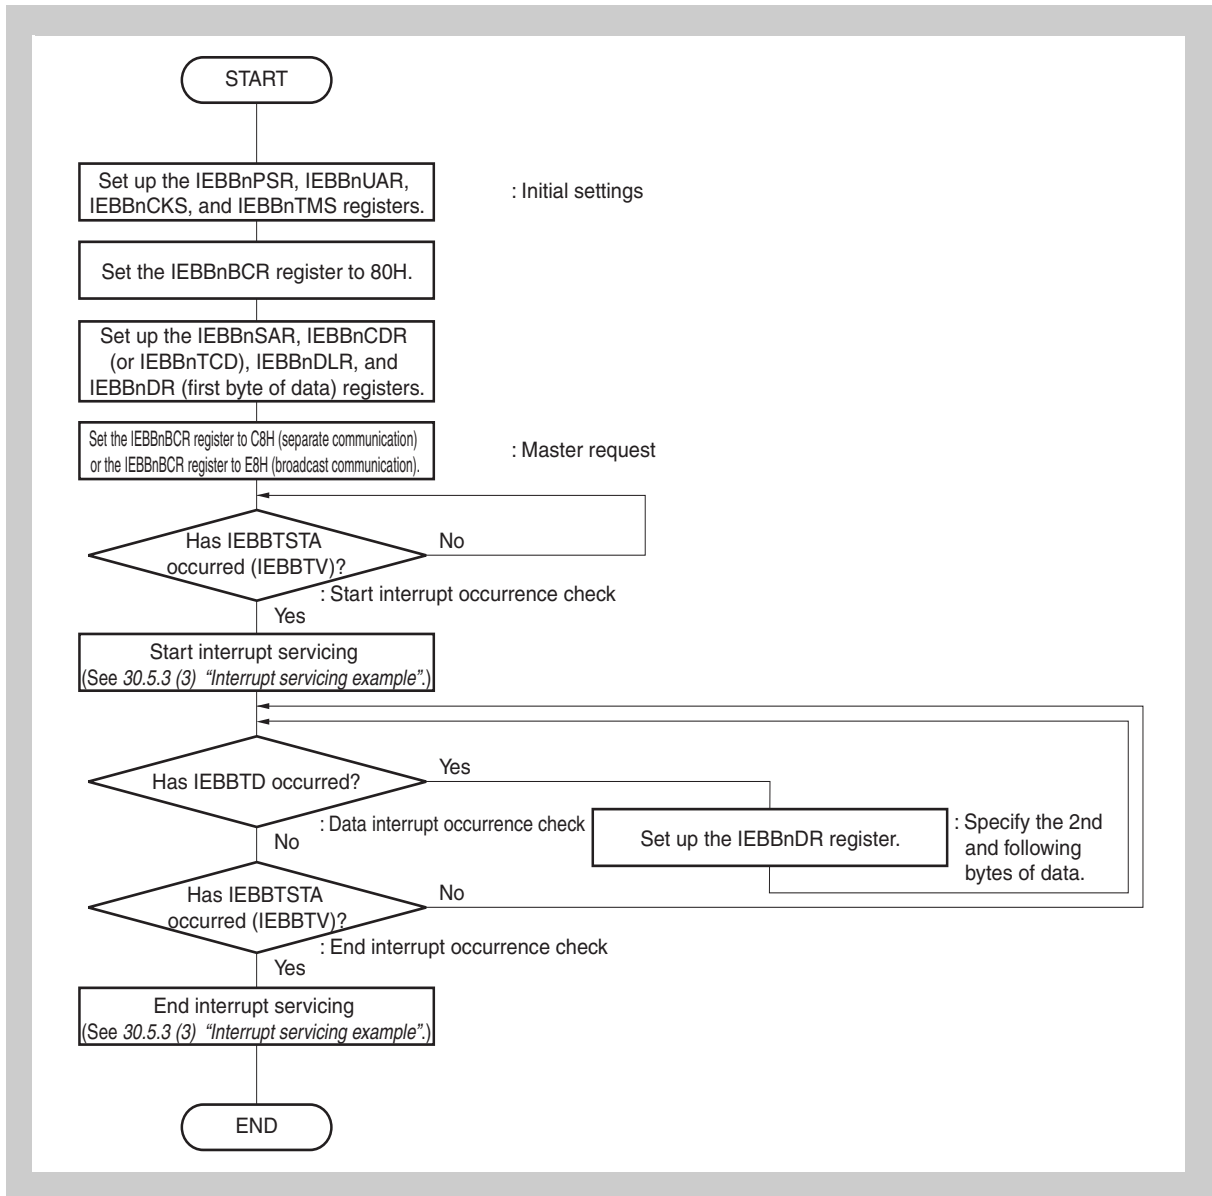 START
Set up the IEBBnPSR, IEBBnUAR,
IEBBnCKS, and IEBBnTMS registers.
: Initial settings
Set the IEBBnBCR register to 80H.
Set up the IEBBnSAR, IEBBnCDR
(or IEBBnTCD), IEBBnDLR, and
IEBBnDR (first byte of data) registers.
Set the IEBBnBCR register to C8H (separate communication)
or the IEBBnBCR register to E8H (broadcast communication).
: Master request
Has IEBBTSTA
occurred (IEBBTV)?
No
: Start interrupt occurrence check
Yes
Start interrupt servicing
(See 30.5.3 (3) “Interrupt servicing example”.)
Has IEBBTD occurred?
Yes
: Data interrupt occurrence check
No
Set up the IEBBnDR register.
: Specify the 2nd
and following
bytes of data.
Has IEBBTSTA
occurred (IEBBTV)?
No
: End interrupt occurrence check
Yes
End interrupt servicing
(See 30.5.3 (3) “Interrupt servicing example”.)
END